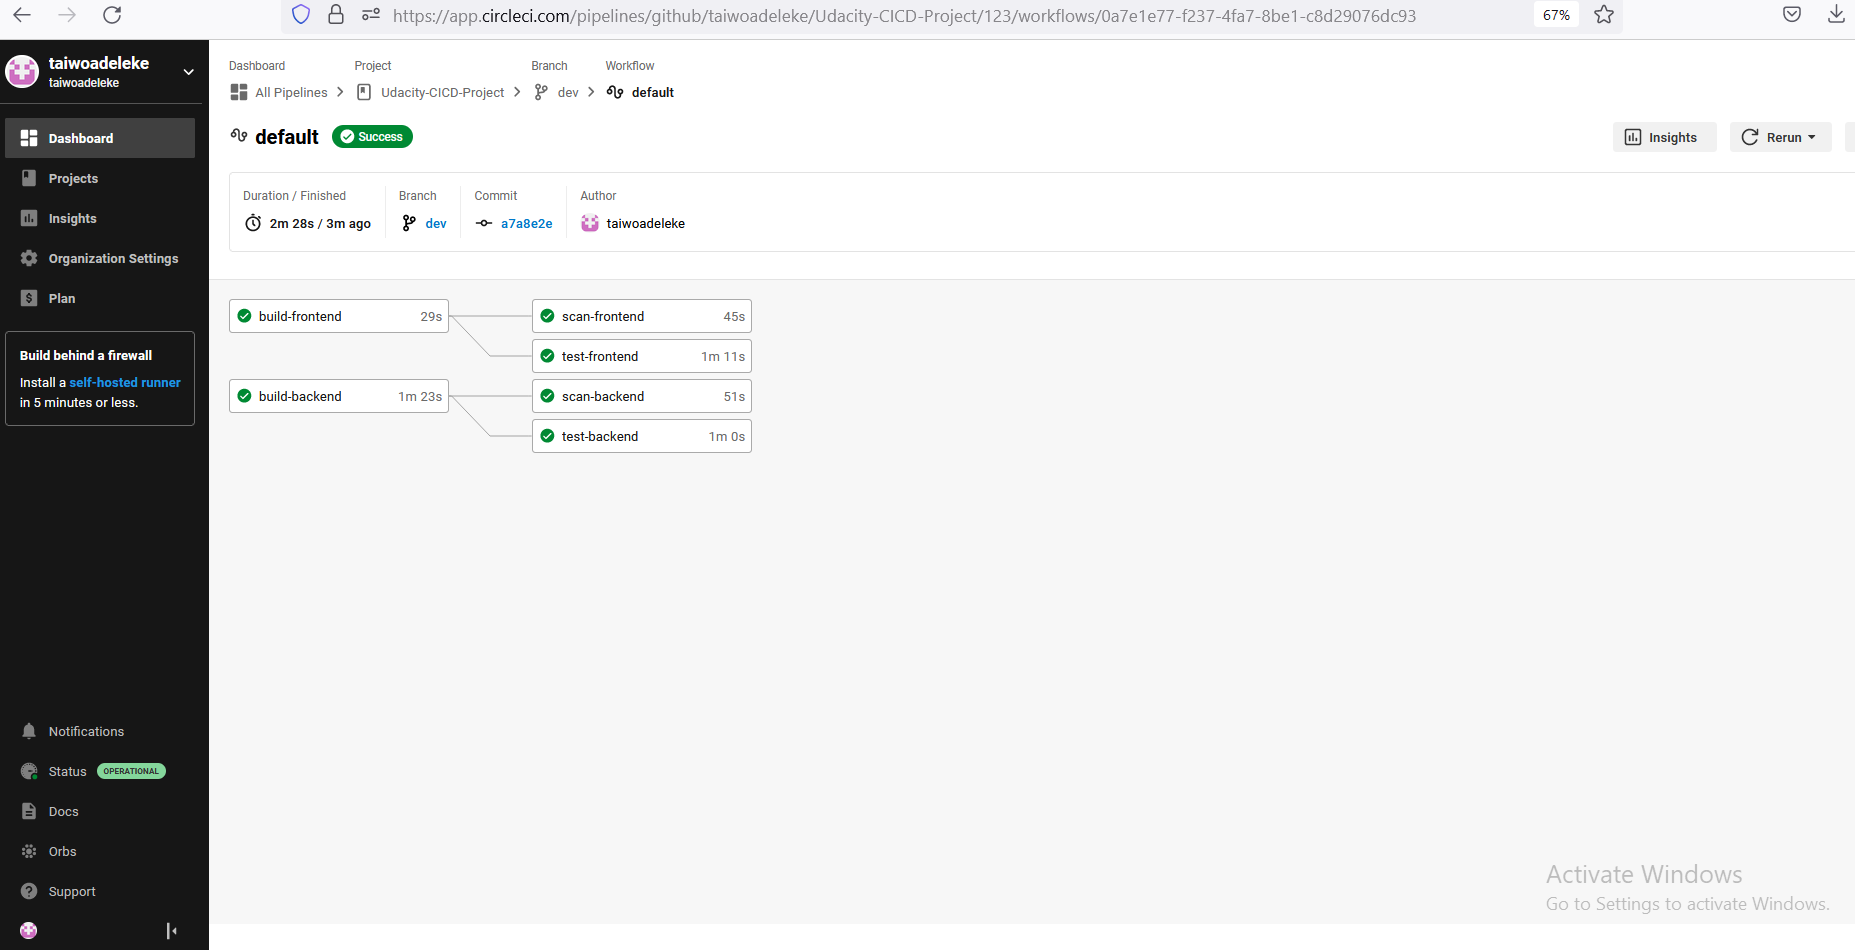 https://app.circleci.com/pipelines/github/taiwoadeleke/Udacity-CICD-Project/123/workflows/0a7e1e77-f237-4fa7-8be1-c8d29076dc93
67%
taiwoadeleke
taiwoadeleke
Dashboard
Projects
Insights
Organization Settings
Plan
Build behind a firewall
Install a self-hosted runner
in 5 minutes or less.
Notifications
Status OPERATIONAL
Docs
Orbs
Support
Dashboard Project Branch Workflow
All Pipelines Udacity-CICD-Project dev default
default Success
Insights Rerun
Duration / Finished Branch Commit Author
2m 28s / 3m ago dev a7a8e2e taiwoadeleke
build-frontend 29s
scan-frontend 45s
test-frontend 1m 11s
build-backend 1m 23s
scan-backend 51s
test-backend 1m 0s
Activate Windows
Go to Settings to activate Windows.